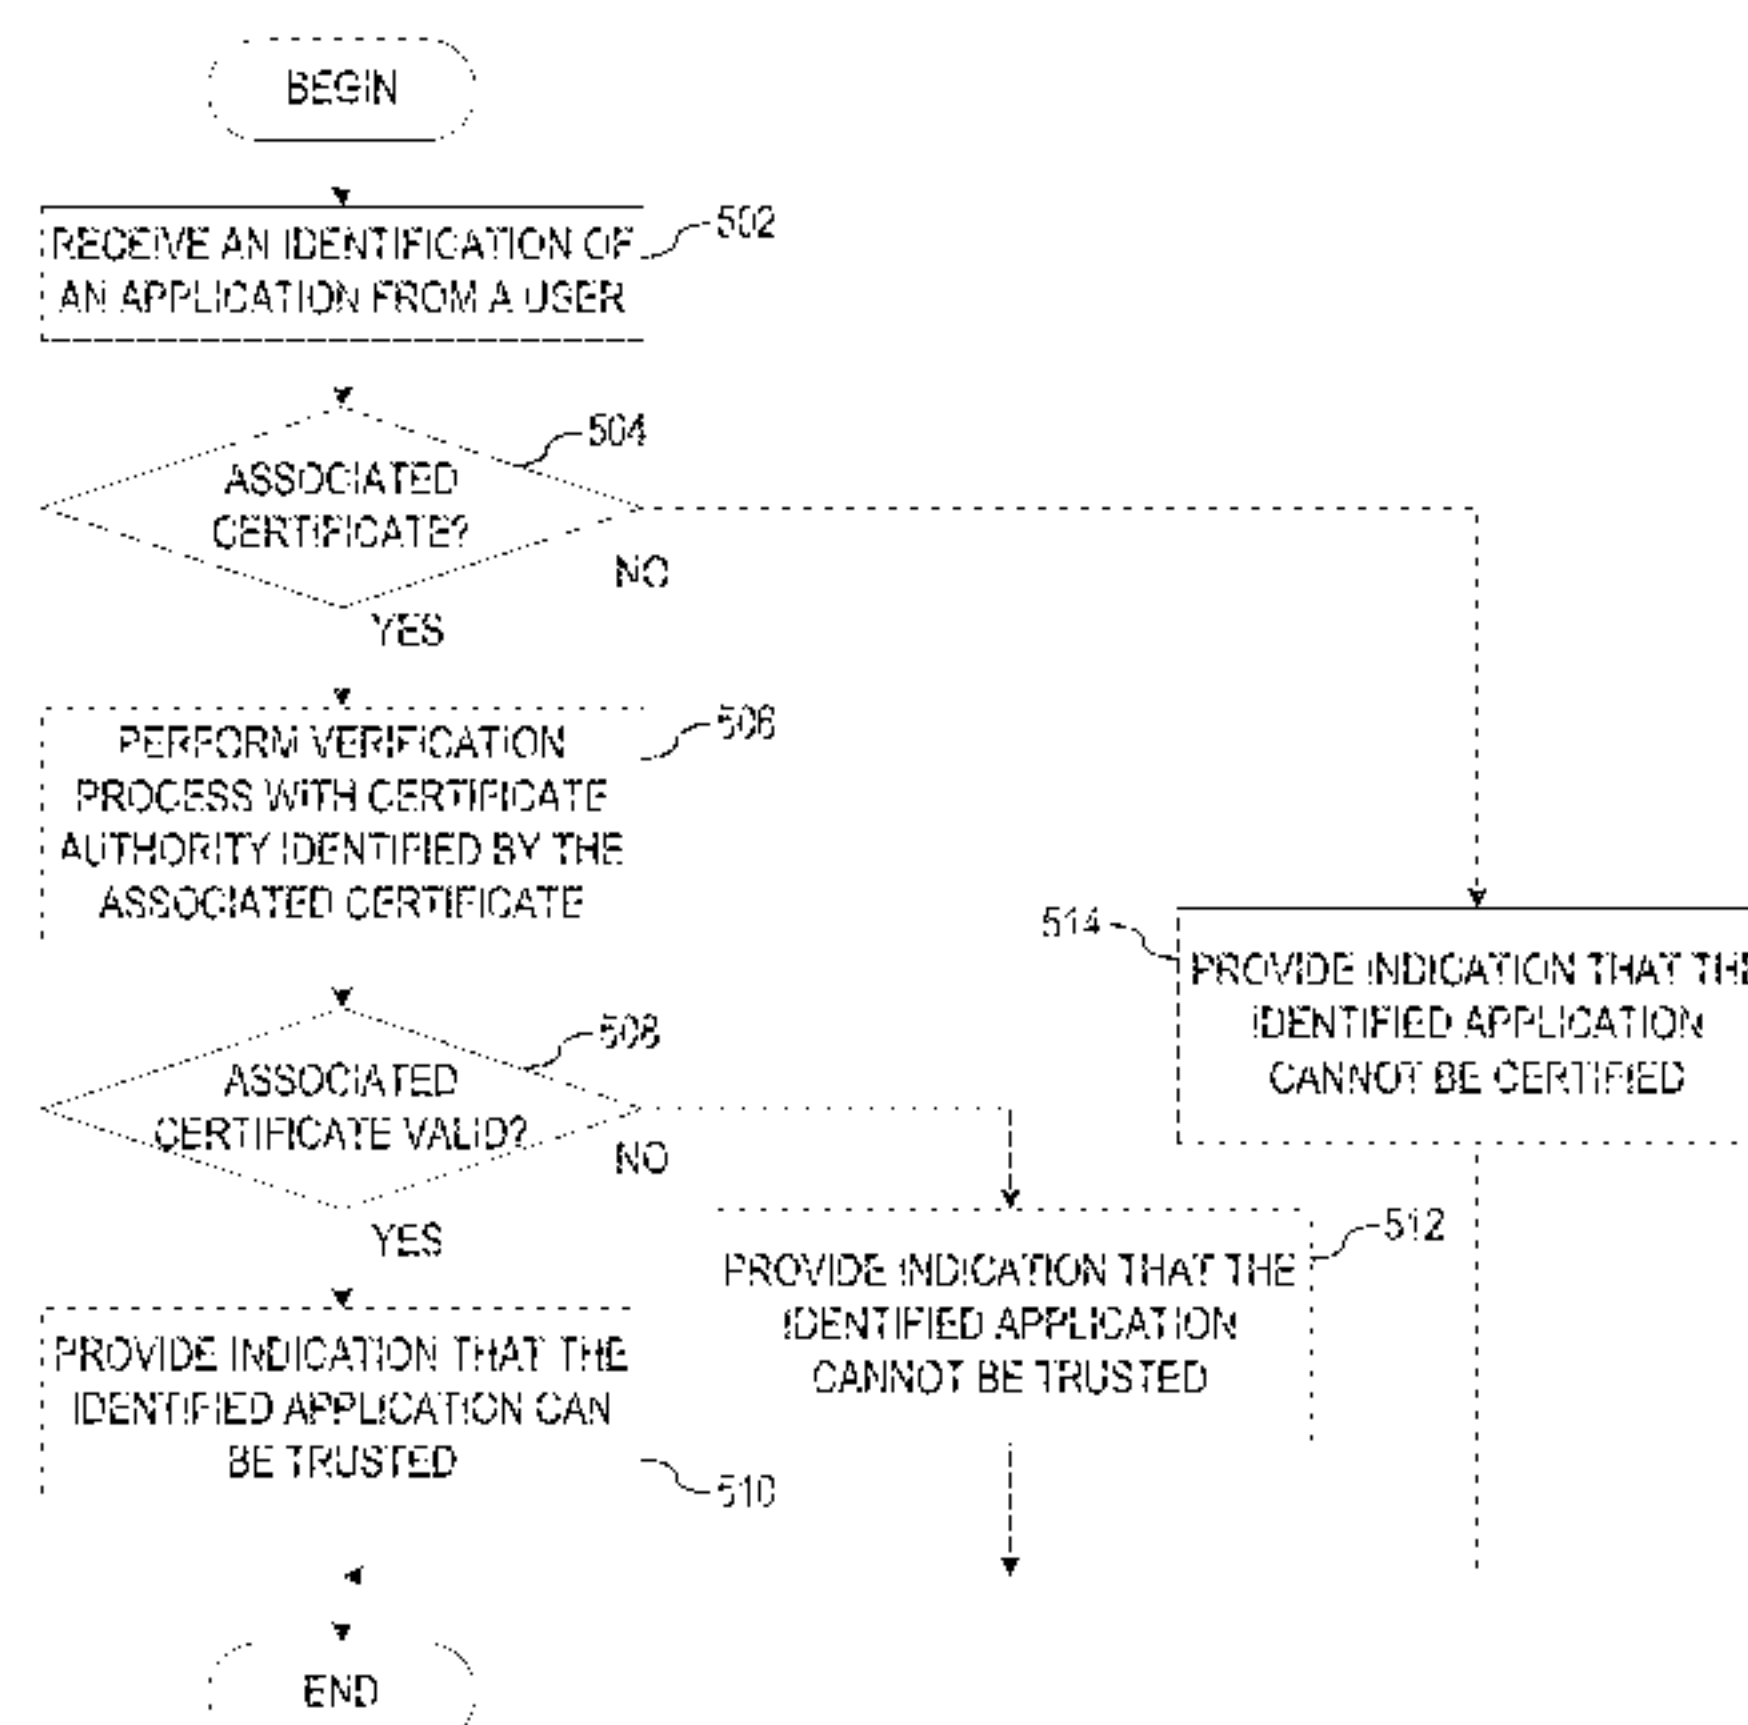 BEGIN
RECEIVE AN IDENTIFICATION OF
AN APPLICATION FROM A USER
502
ASSOCIATED
CERTIFICATE?
504
NO
YES
PERFORM VERIFICATION
PROCESS WITH CERTIFICATE
AUTHORITY IDENTIFIED BY THE
ASSOCIATED CERTIFICATE
506
514
PROVIDE INDICATION THAT THE
IDENTIFIED APPLICATION
CANNOT BE CERTIFIED
ASSOCIATED
CERTIFICATE VALID?
508
NO
YES
PROVIDE INDICATION THAT THE
IDENTIFIED APPLICATION
CANNOT BE TRUSTED
512
PROVIDE INDICATION THAT THE
IDENTIFIED APPLICATION CAN
BE TRUSTED
510
END